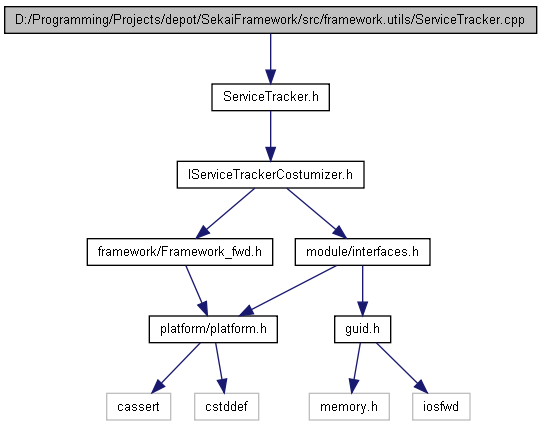 D:/Programming/Projects/depot/SekaiFramework/src/framework.utils/ServiceTracker.cpp
ServiceTracker.h
IServiceTrackerCostumizer.h
framework/Framework_fwd.h
module/interfaces.h
platform/platform.h
guid.h
cassert
cstddef
memory.h
iosfwd